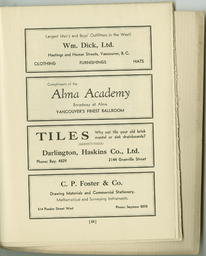 Largest Men's and Boys' Outfitters in the West!
Wm. Dick, Ltd.
Hastings and Homer Streets, Vancouver, B. C.
CLOTHING FURNISHINGS HATS
Compliments of the
Alma Academy
Broadway at Alma
VANCOUVER'S FINEST BALLROOM
TILES
Why not tile your old brick
mantel or sink drainboards?
Darlington, Haskins Co., Ltd.
Phone: Bay. 4829 2144 Granville Street
C. P. Foster & Co.
Drawing Materials and Commercial Stationery.
Mathematical and Surveying Instruments.
514 Pender Street West Phone: Seymour